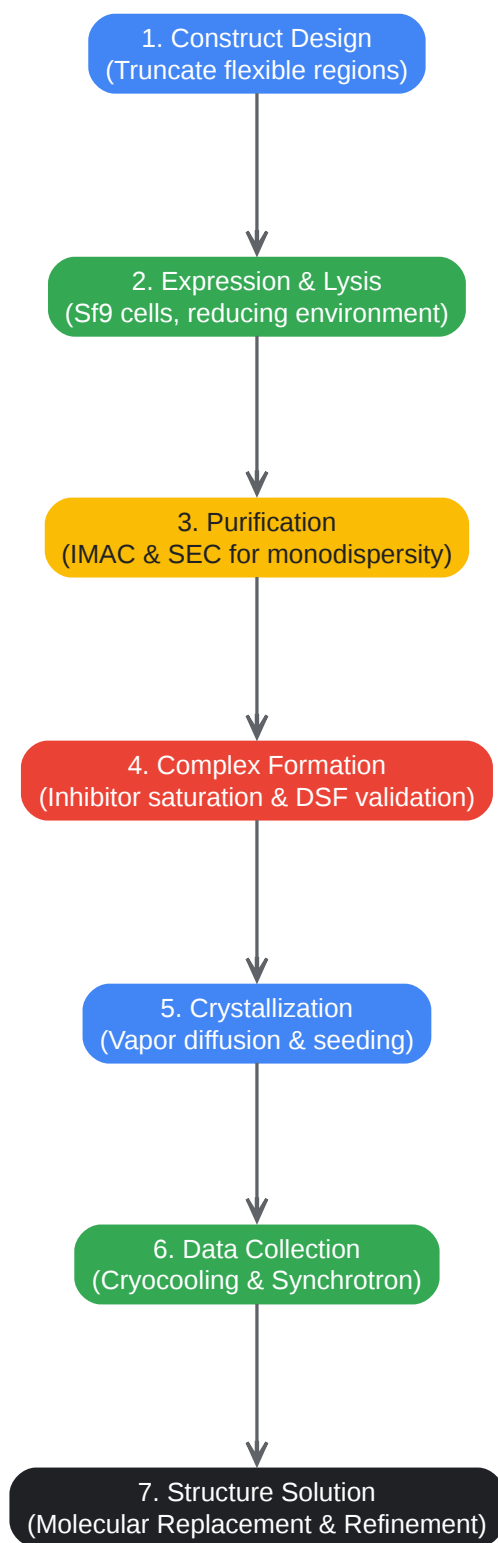 1. Construct Design
(Truncate flexible regions)
2. Expression & Lysis
(Sf9 cells, reducing environment)
3. Purification
(IMAC & SEC for monodispersity)
4. Complex Formation
(Inhibitor saturation & DSF validation)
5. Crystallization
(Vapor diffusion & seeding)
6. Data Collection
(Cryocooling & Synchrotron)
7. Structure Solution
(Molecular Replacement & Refinement)